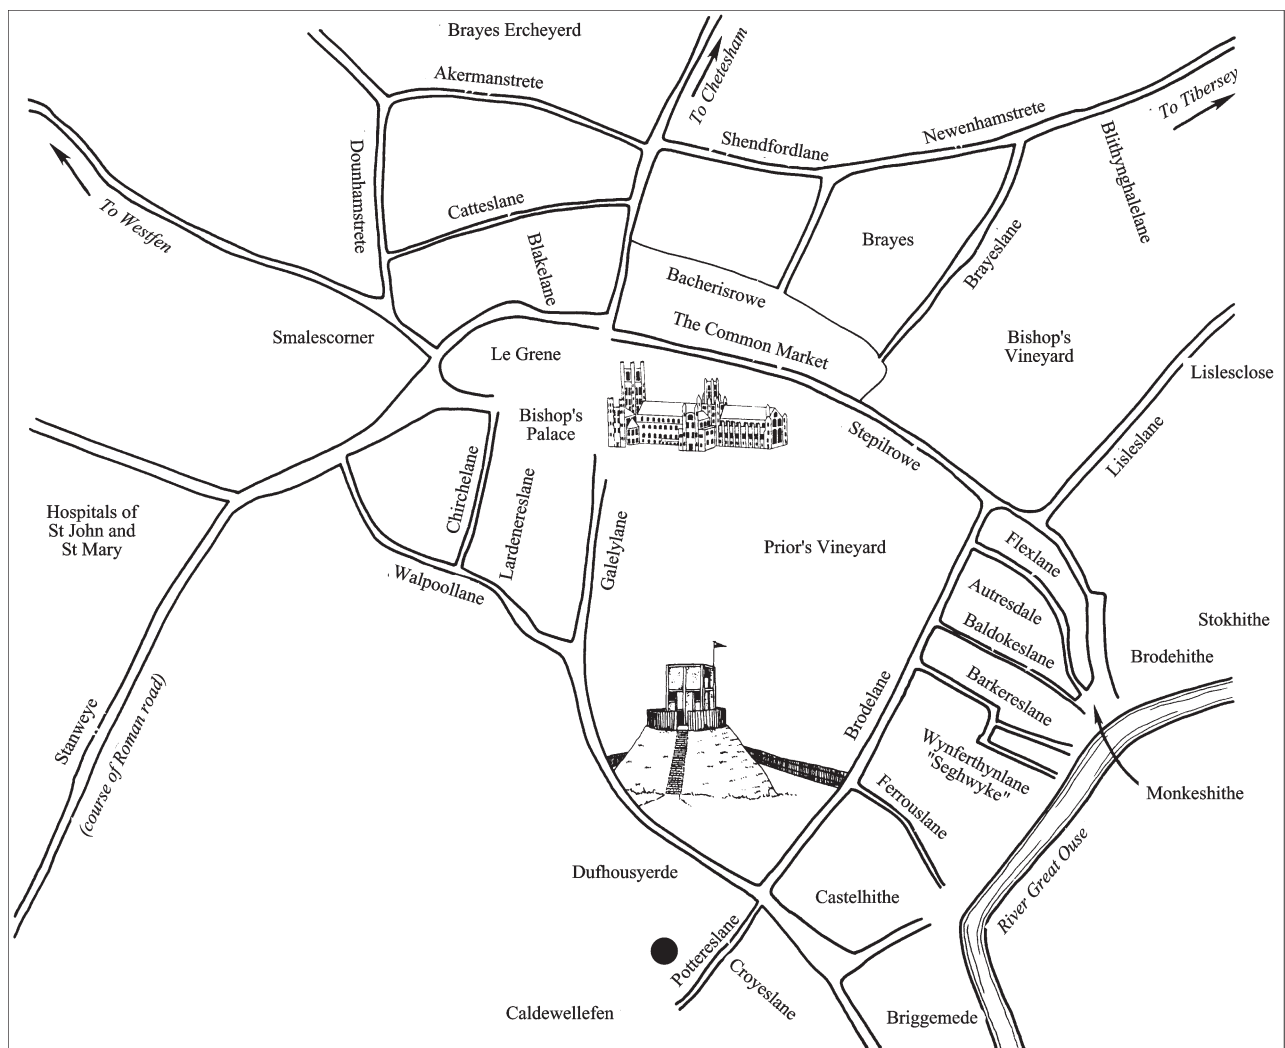 Brayes Ercheyerd
Akermanstrete
To Chetesham
To Tibersey
Newenhamstrete
Shendfordlane
Blithynghalelane
Dounhamstrete
Catteslane
To Westfen
Blakelane
Brayes
Brayeslane
Bacherisrowe
The Common Market
Smalescorner
Le Grene
Bishop's
Vineyard
Lislesclose
Bishop's
Palace
Stepilrowe
Lisleslane
Chirchelane
Lardenereslane
Hospitals of
St John and
St Mary
Galelylane
Prior's Vineyard
Flexlane
Walpoollane
Autresdale
Stokhithe
Baldokeslane
Brodehithe
Barkereslane
Stanweye
(course of Roman road)
Brodelane
Wynferthynlane
"Seghwyke"
Monkeshithe
Ferrouslane
Dufhousyerde
Castelhithe
River Great Ouse
Pottereslane
Croyeslane
Caldewellefen
Briggemede